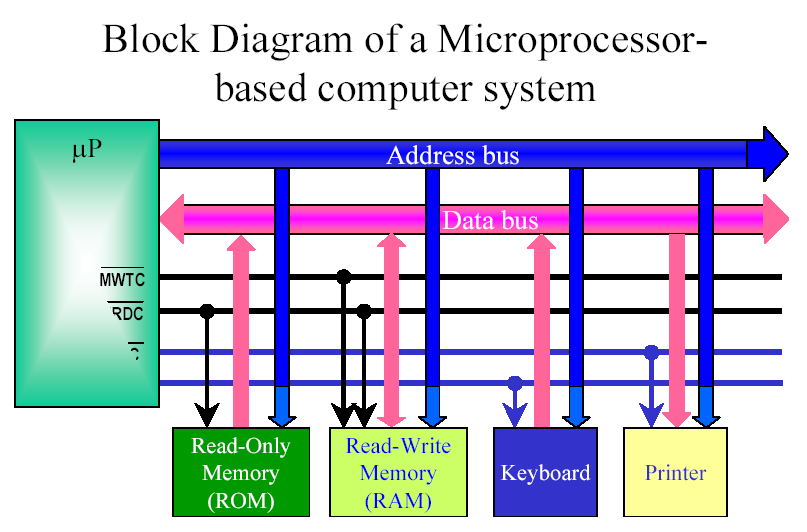 Block Diagram of a Microprocessor-
based computer system
μP
Address bus
Data bus
MWTC
RDC
Read-Only
Memory
(ROM)
Read-Write
Memory
(RAM)
Keyboard
Printer